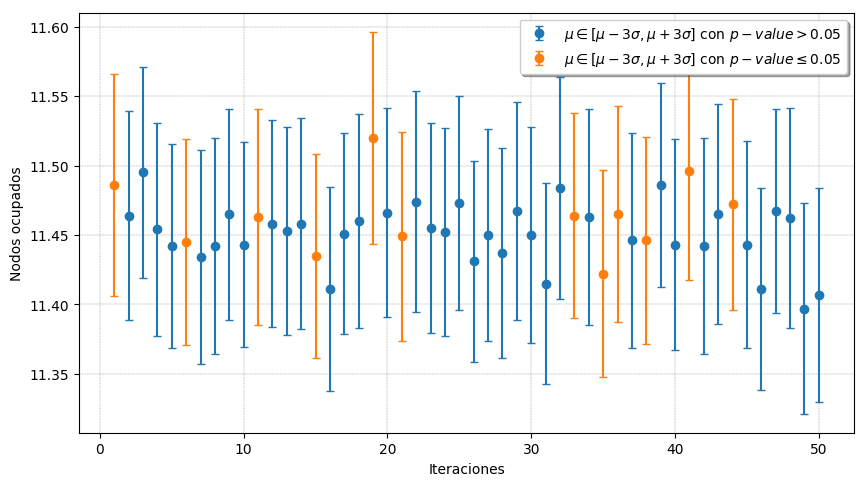 μ ∈ [μ − 3σ, μ + 3σ] con p − value > 0.05
μ ∈ [μ − 3σ, μ + 3σ] con p − value ≤ 0.05
Nodos ocupados
11.60
11.55
11.50
11.45
11.40
11.35
0 10 20 30 40 50
Iteraciones